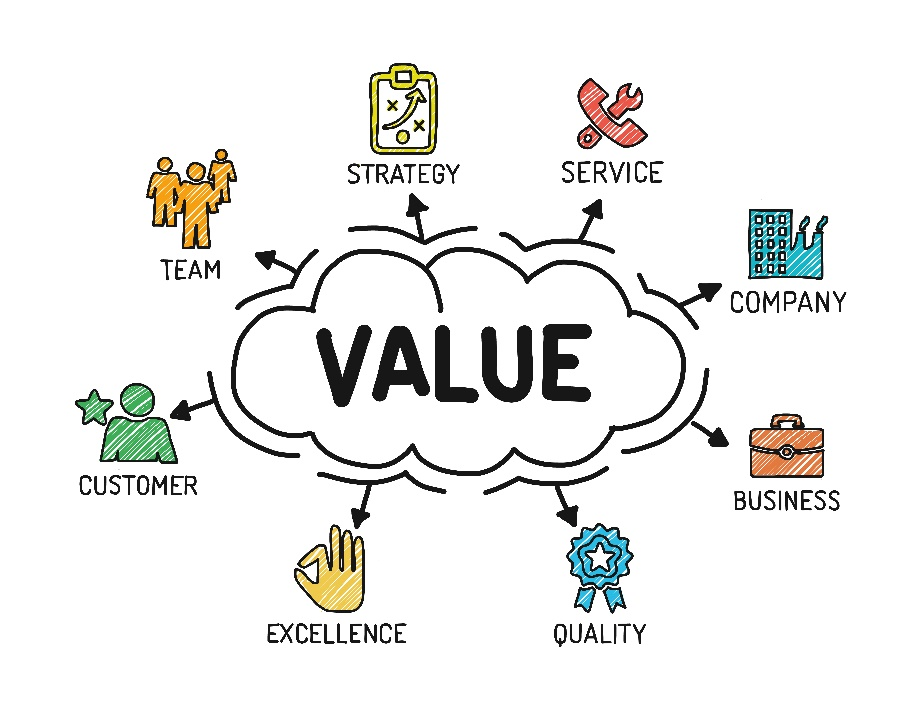 STRATEGY
SERVICE
TEAM
COMPANY
VALUE
CUSTOMER
BUSINESS
EXCELLENCE
QUALITY